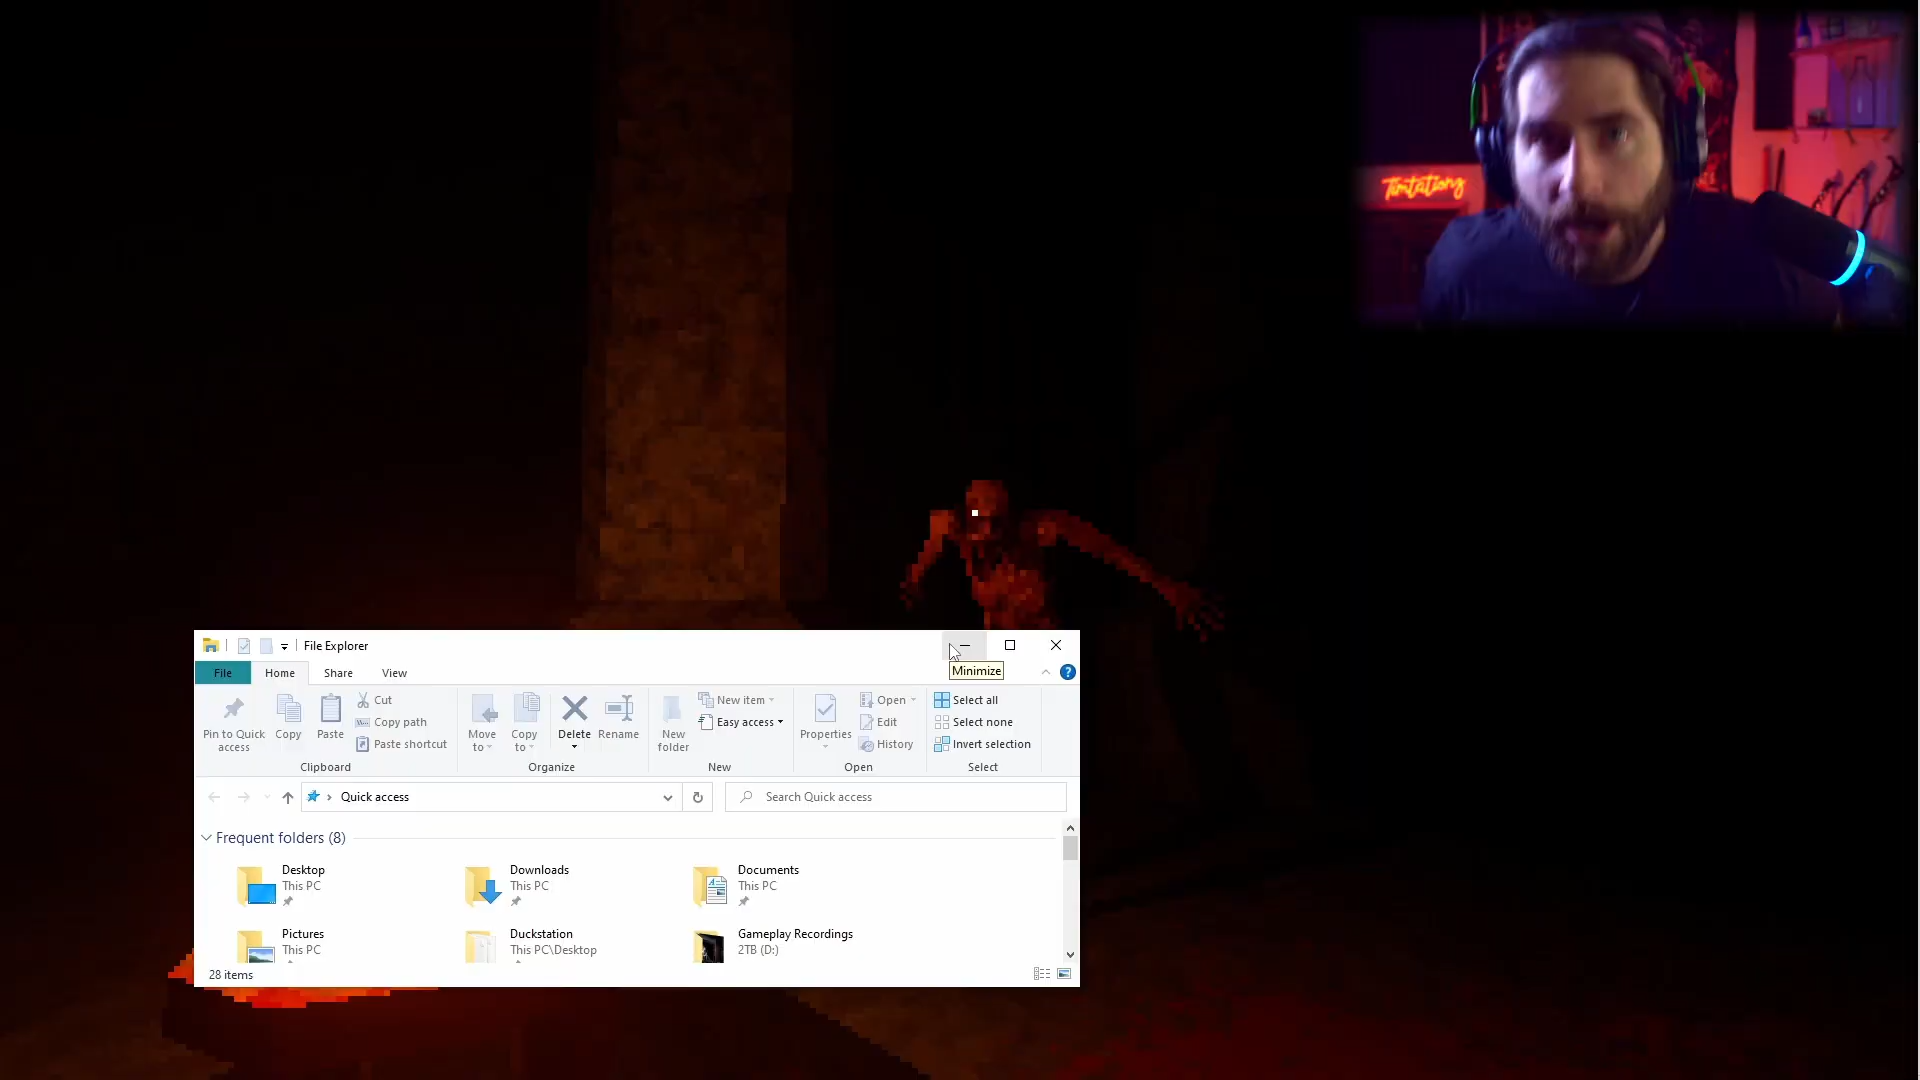 Timtationz
File Explorer
Minimize
File
Home
Share
View
Pin to Quick access
Copy
Paste
Cut
Copy path
Paste shortcut
Clipboard
Move to
Copy to
Delete
Rename
Organize
New folder
New item
Easy access
New
Properties
Open
Edit
History
Open
Select all
Select none
Invert selection
Select
Quick access
Search Quick access
Frequent folders (8)
Desktop
This PC
Downloads
This PC
Documents
This PC
Pictures
This PC
Duckstation
This PC\Desktop
Gameplay Recordings
2TB (D:)
28 items